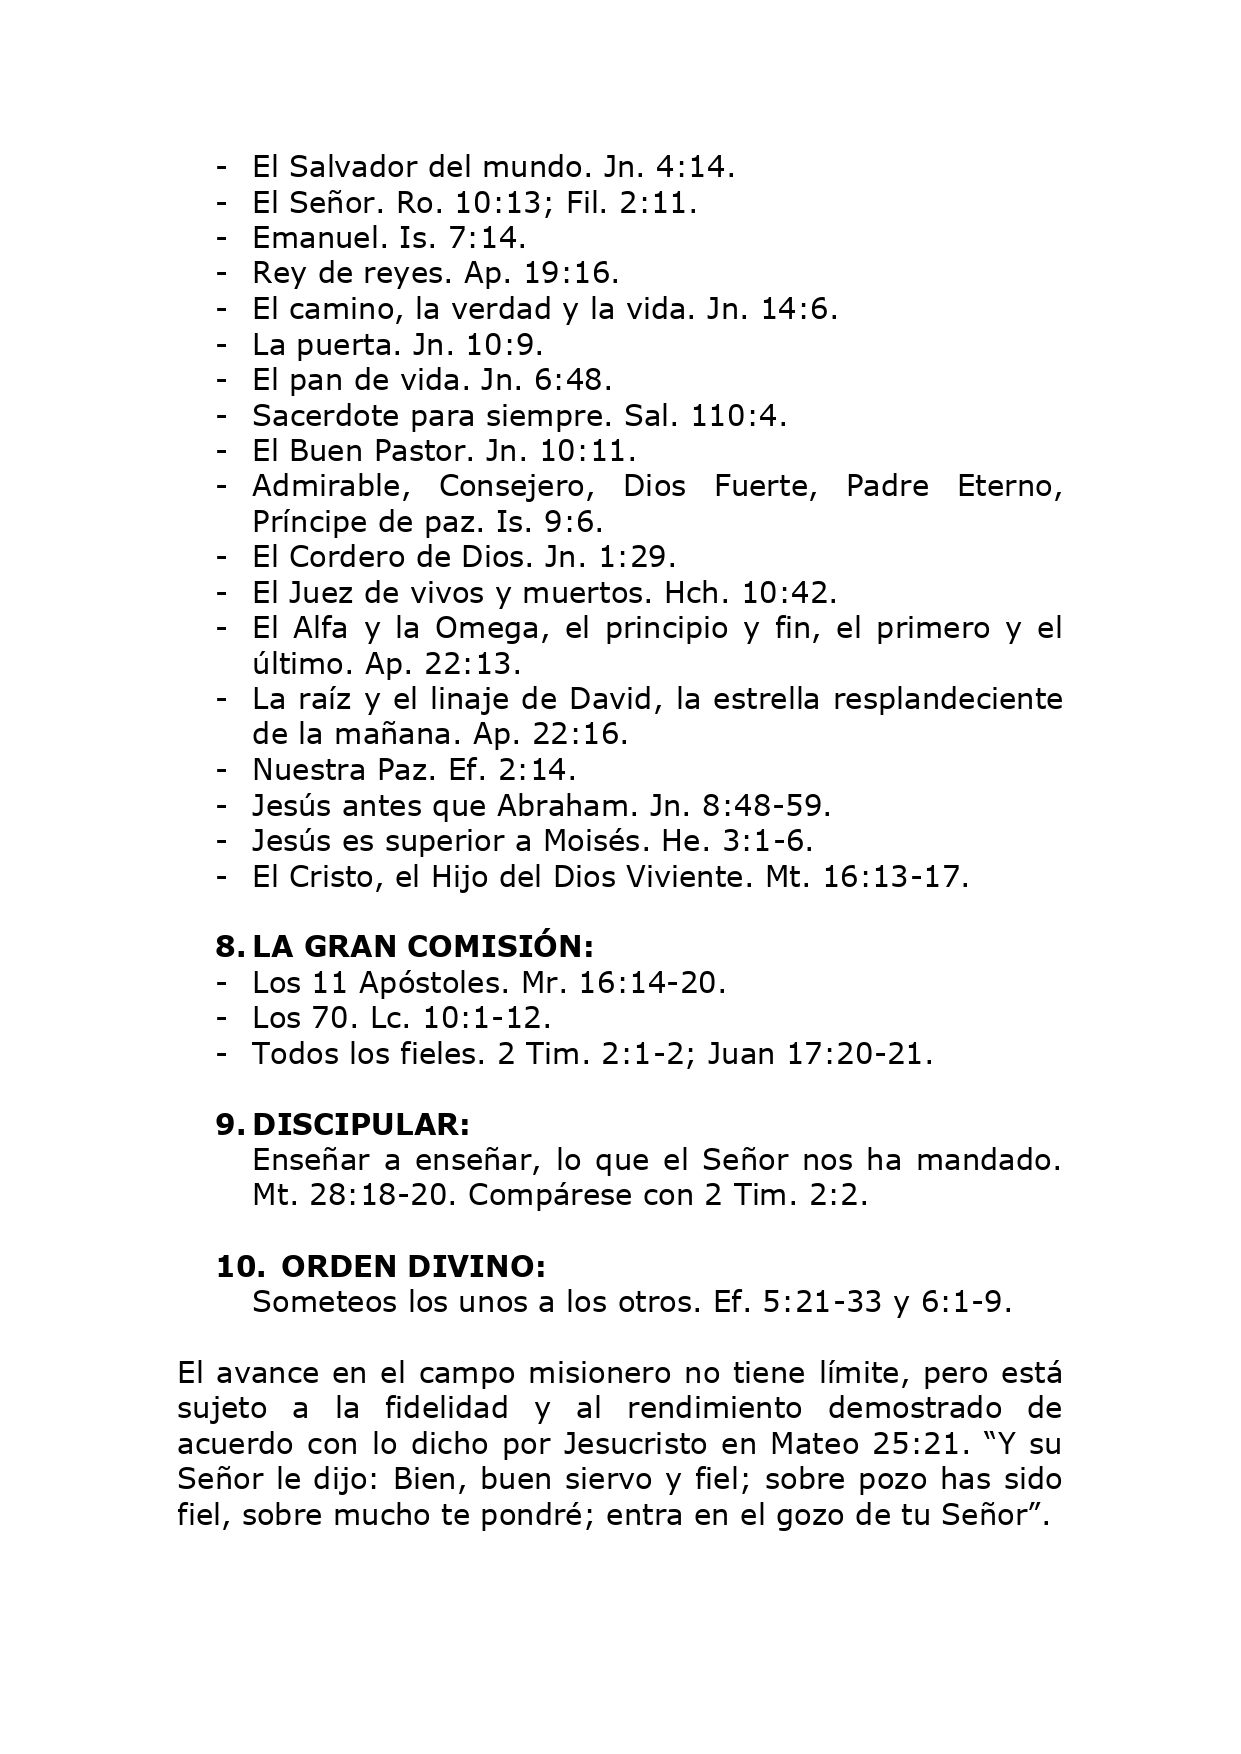 - El Salvador del mundo. Jn. 4:14.
- El Señor. Ro. 10:13; Fil. 2:11.
- Emanuel. Is. 7:14.
- Rey de reyes. Ap. 19:16.
- El camino, la verdad y la vida. Jn. 14:6.
- La puerta. Jn. 10:9.
- El pan de vida. Jn. 6:48.
- Sacerdote para siempre. Sal. 110:4.
- El Buen Pastor. Jn. 10:11.
- Admirable, Consejero, Dios Fuerte, Padre Eterno,
Príncipe de paz. Is. 9:6.
- El Cordero de Dios. Jn. 1:29.
- El Juez de vivos y muertos. Hch. 10:42.
- El Alfa y la Omega, el principio y fin, el primero y el
último. Ap. 22:13.
- La raíz y el linaje de David, la estrella resplandeciente
de la mañana. Ap. 22:16.
- Nuestra Paz. Ef. 2:14.
- Jesús antes que Abraham. Jn. 8:48-59.
- Jesús es superior a Moisés. He. 3:1-6.
- El Cristo, el Hijo del Dios Viviente. Mt. 16:13-17.
8. LA GRAN COMISIÓN:
- Los 11 Apóstoles. Mr. 16:14-20.
- Los 70. Lc. 10:1-12.
- Todos los fieles. 2 Tim. 2:1-2; Juan 17:20-21.
9. DISCIPULAR:
Enseñar a enseñar, lo que el Señor nos ha mandado.
Mt. 28:18-20. Compárese con 2 Tim. 2:2.
10. ORDEN DIVINO:
Someteos los unos a los otros. Ef. 5:21-33 y 6:1-9.
El avance en el campo misionero no tiene límite, pero está
sujeto a la fidelidad y al rendimiento demostrado de
acuerdo con lo dicho por Jesucristo en Mateo 25:21. “Y su
Señor le dijo: Bien, buen siervo y fiel; sobre pozo has sido
fiel, sobre mucho te pondré; entra en el gozo de tu Señor”.